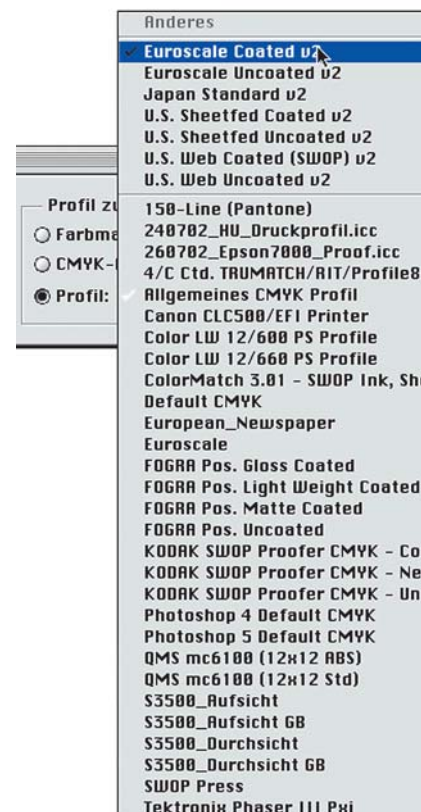 Anderes
Euroscale Coated v2
Euroscale Uncoated v2
Japan Standard v2
U.S. Sheetfed Coated v2
U.S. Sheetfed Uncoated v2
U.S. Web Coated (SWOP) v2
U.S. Web Uncoated v2
Profil zu
Farbma
CMYK-
Profil:
150-Line (Pantone)
240702_HU_Druckprofil.icc
260702_Epson7000_Proof.icc
4/C Ctd. TRUMATCH/RIT/Profile8
Allgemeines CMYK Profil
Canon CLC500/EFI Printer
Color LW 12/600 PS Profile
Color LW 12/660 PS Profile
ColorMatch 3.01 - SWOP Ink, She
Default CMYK
European_Newspaper
Euroscale
FOGRA Pos. Gloss Coated
FOGRA Pos. Light Weight Coated
FOGRA Pos. Matte Coated
FOGRA Pos. Uncoated
KODAK SWOP Proofer CMYK - Co
KODAK SWOP Proofer CMYK - Ne
KODAK SWOP Proofer CMYK - Un
Photoshop 4 Default CMYK
Photoshop 5 Default CMYK
QMS mc6100 (12x12 ABS)
QMS mc6100 (12x12 Std)
S3500_Aufsicht
S3500_Aufsicht GB
S3500_Durchsicht
S3500_Durchsicht GB
SWOP Press
Tektronix Phaser III Pxi